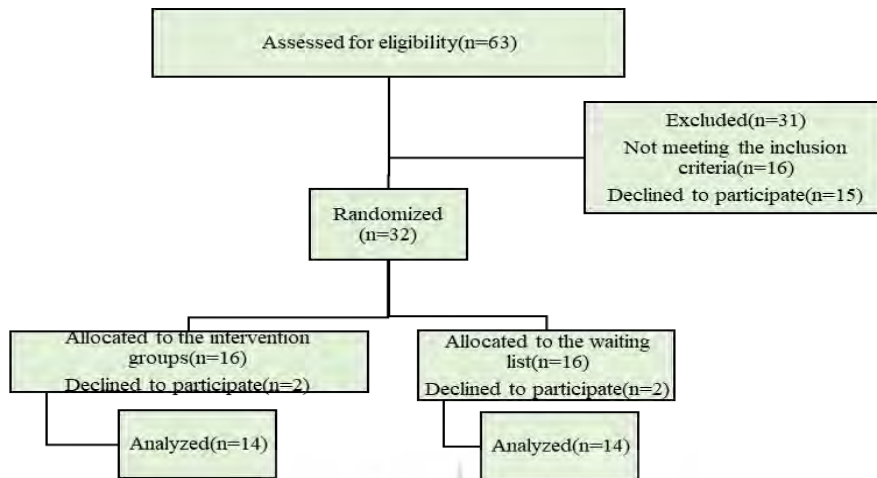 Assessed for eligibility(n=63)
Excluded(n=31)
Not meeting the inclusion
criteria(n=16)
Declined to participate(n=15)
Randomized
(n=32)
Allocated to the intervention
groups(n=16)
Declined to participate(n=2)
Allocated to the waiting
list(n=16)
Declined to participate(n=2)
Analyzed(n=14)
Analyzed(n=14)